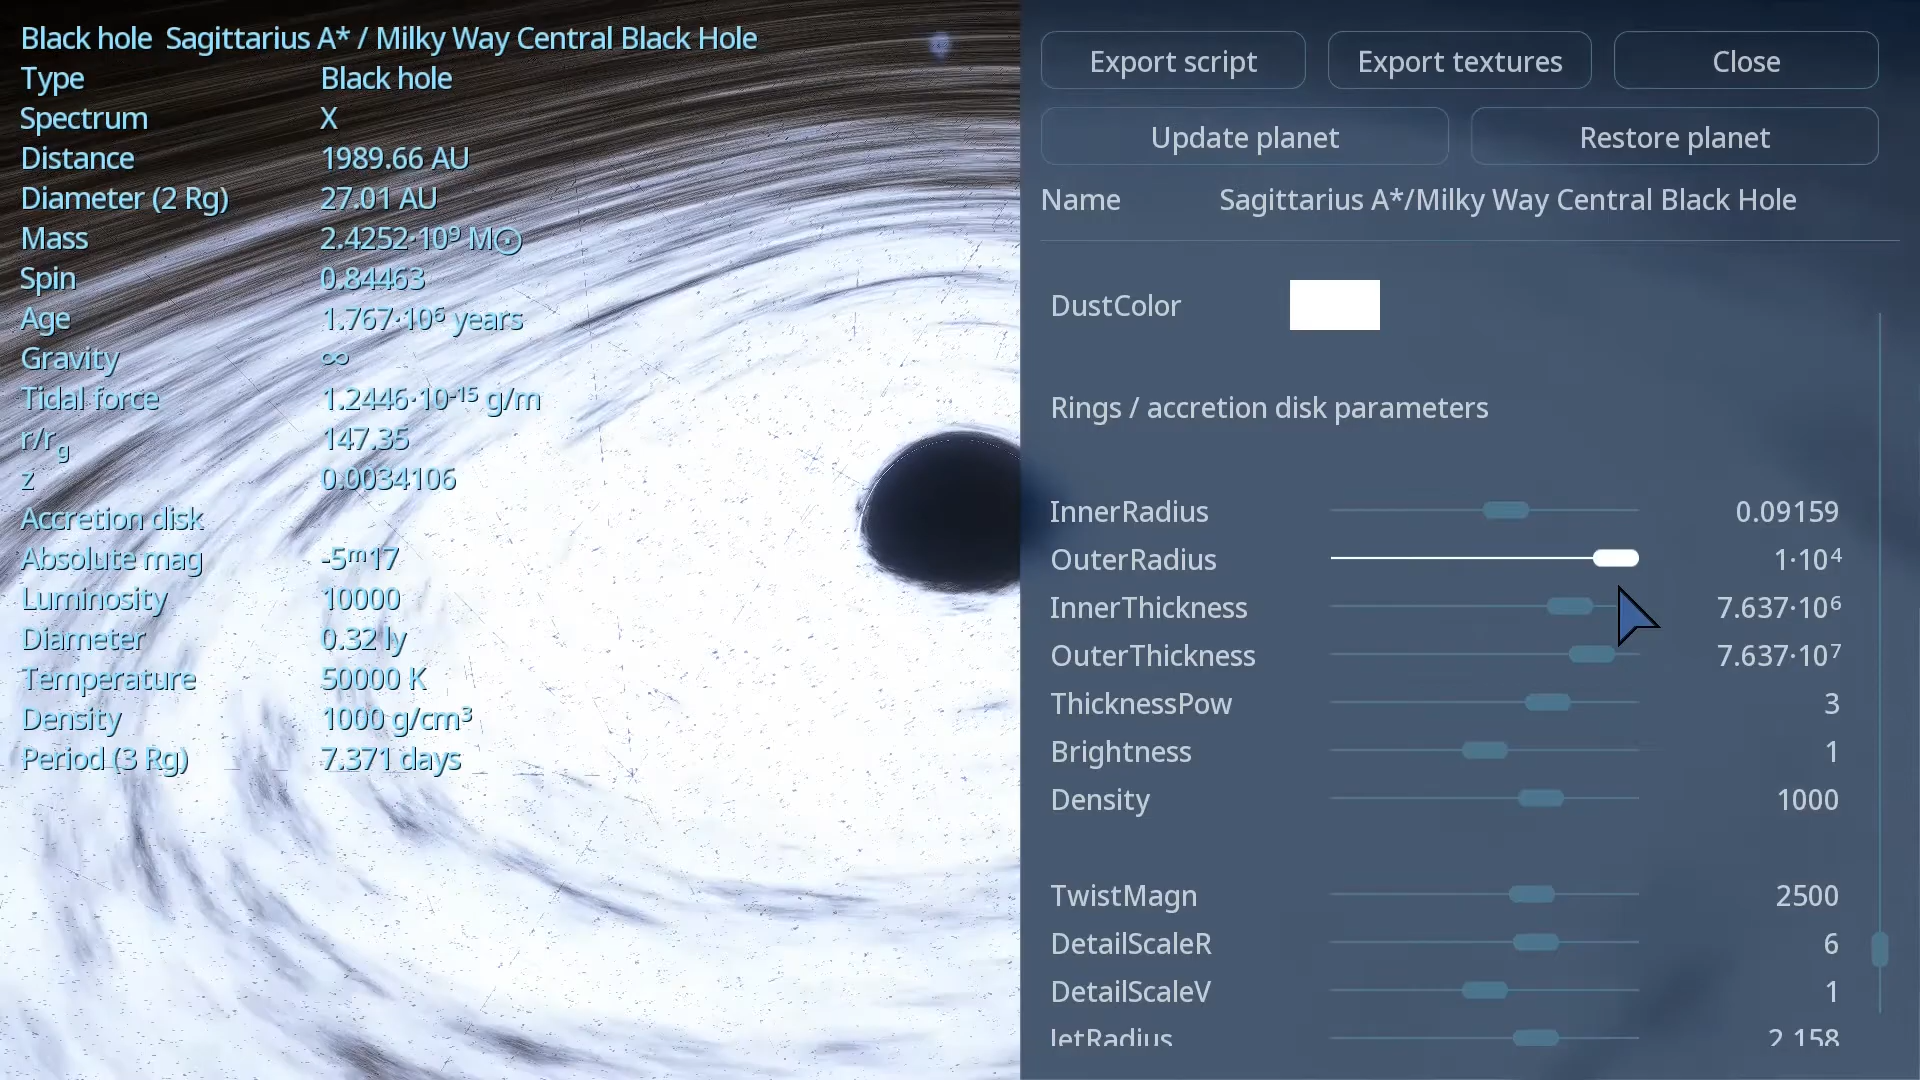 Black hole Sagittarius A* / Milky Way Central Black Hole
Type Black hole
Spectrum X
Distance 1989.66 AU
Diameter (2 Rg) 27.01 AU
Mass 2.4252·10⁹ M☉
Spin 0.84463
Age 1.767·10⁶ years
Gravity ∞
Tidal force 1.2446·10⁻¹⁵ g/m
r/rg 147.35
z 0.0034106
Accretion disk
Absolute mag -5ᵐ17
Luminosity 10000
Diameter 0.32 ly
Temperature 50000 K
Density 1000 g/cm³
Period (3 Rg) 7.371 days
Export script Export textures Close
Update planet Restore planet
Name Sagittarius A*/Milky Way Central Black Hole
DustColor
Rings / accretion disk parameters
InnerRadius 0.09159
OuterRadius 1·10⁴
InnerThickness 7.637·10⁶
OuterThickness 7.637·10⁷
ThicknessPow 3
Brightness 1
Density 1000
TwistMagn 2500
DetailScaleR 6
DetailScaleV 1
JetRadius 2.158